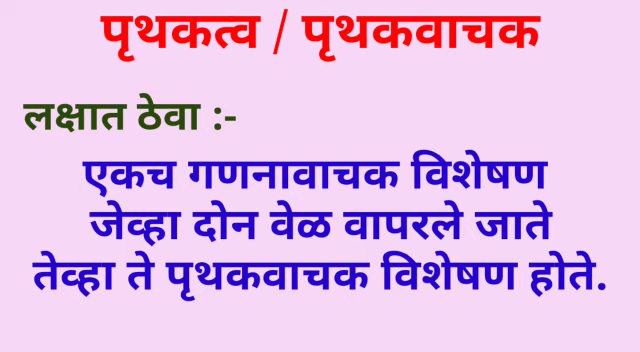 पृथकत्व / पृथकवाचक
लक्षात ठेवा :-
एकच गणनावाचक विशेषण
जेव्हा दोन वेळ वापरले जाते
तेव्हा ते पृथकवाचक विशेषण होते.